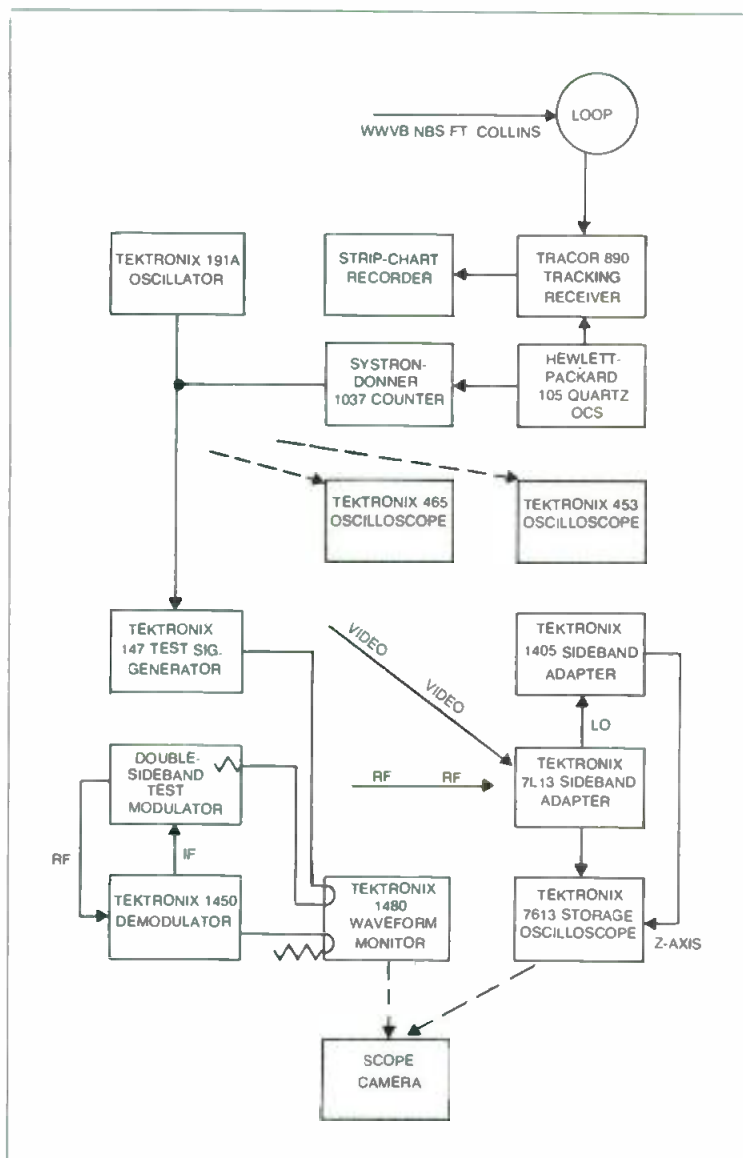 LOOP
WWVB NBS FT COLLINS
TEKTRONIX 191A
OSCILLATOR
STRIP-CHART
RECORDER
TRACOR 890
TRACKING
RECEIVER
SYSTRON-
DONNER
1037 COUNTER
HEWLETT-
PACKARD
105 QUARTZ
OCS
TEKTRONIX 465
OSCILLOSCOPE
TEKTRONIX 453
OSCILLOSCOPE
TEKTRONIX
147 TEST SIG.
GENERATOR
VIDEO
VIDEO
TEKTRONIX
1405 SIDEBAND
ADAPTER
LO
DOUBLE-
SIDEBAND
TEST
MODULATOR
RF RF
TEKTRONIX
7L13 SIDEBAND
ADAPTER
RF
IF
TEKTRONIX 1450
DEMODULATOR
TEKTRONIX
1480
WAVEFORM
MONITOR
TEKTRONIX
7613 STORAGE
OSCILLOSCOPE
Z-AXIS
SCOPE
CAMERA